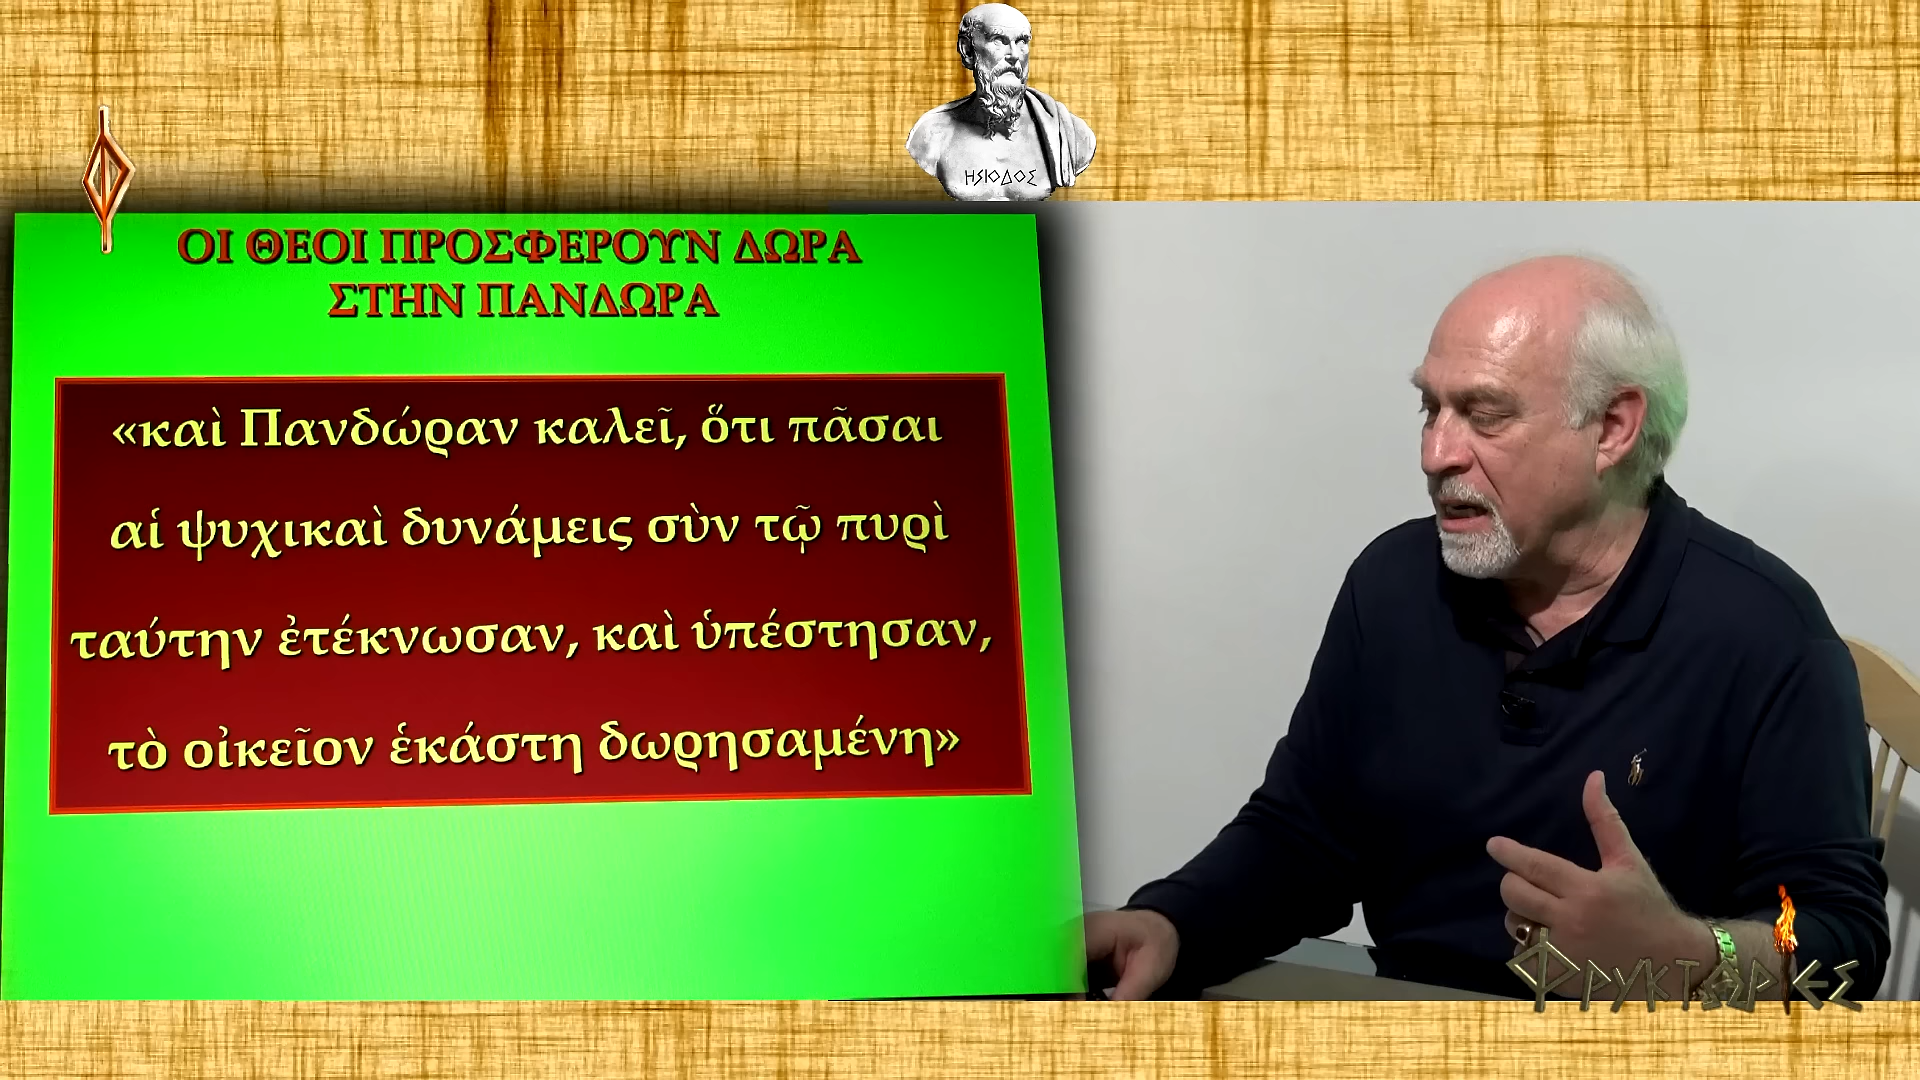 ΗΣΙΟΔΟΣ
ΟΙ ΘΕΟΙ ΠΡΟΣΦΕΡΟΥΝ ΔΩΡΑ
ΣΤΗΝ ΠΑΝΔΩΡΑ
«καὶ Πανδώραν καλεῖ, ὅτι πᾶσαι
αἱ ψυχικαὶ δυνάμεις σὺν τῷ πυρὶ
ταύτην ἐτέκνωσαν, καὶ ὑπέστησαν,
τὸ οἰκεῖον ἑκάστη δωρησαμένη»
ΦΡΥΚΤΩΡΙΕΣ